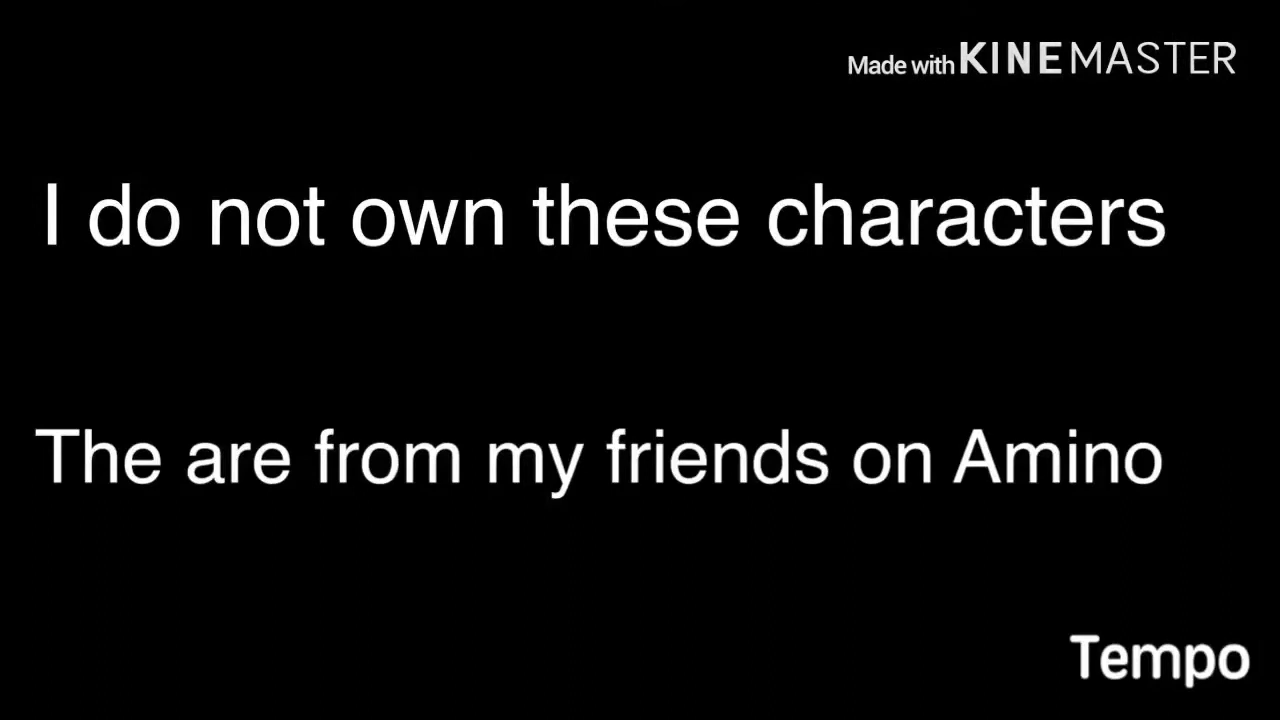 Made with KINEMASTER
I do not own these characters
The are from my friends on Amino
Tempo